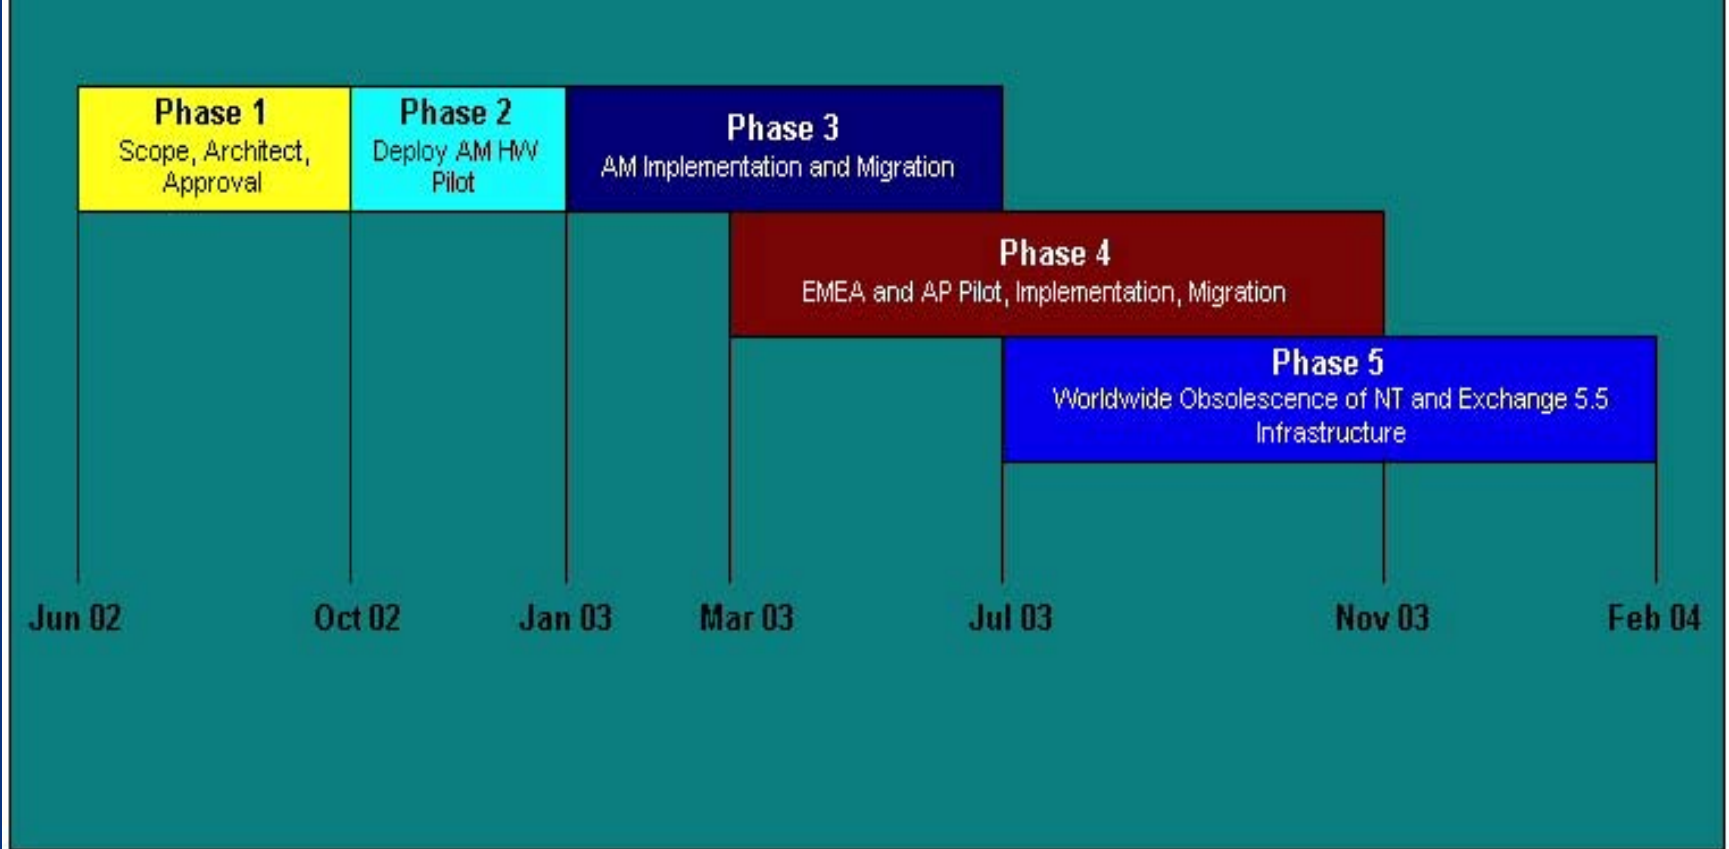 Phase 1
Scope, Architect,
Approval
Phase 2
Deploy AM HW
Pilot
Phase 3
AM Implementation and Migration
Phase 4
EMEA and AP Pilot, Implementation, Migration
Phase 5
Worldwide Obsolescence of NT and Exchange 5.5
Infrastructure
Jun 02
Oct 02
Jan 03
Mar 03
Jul 03
Nov 03
Feb 04